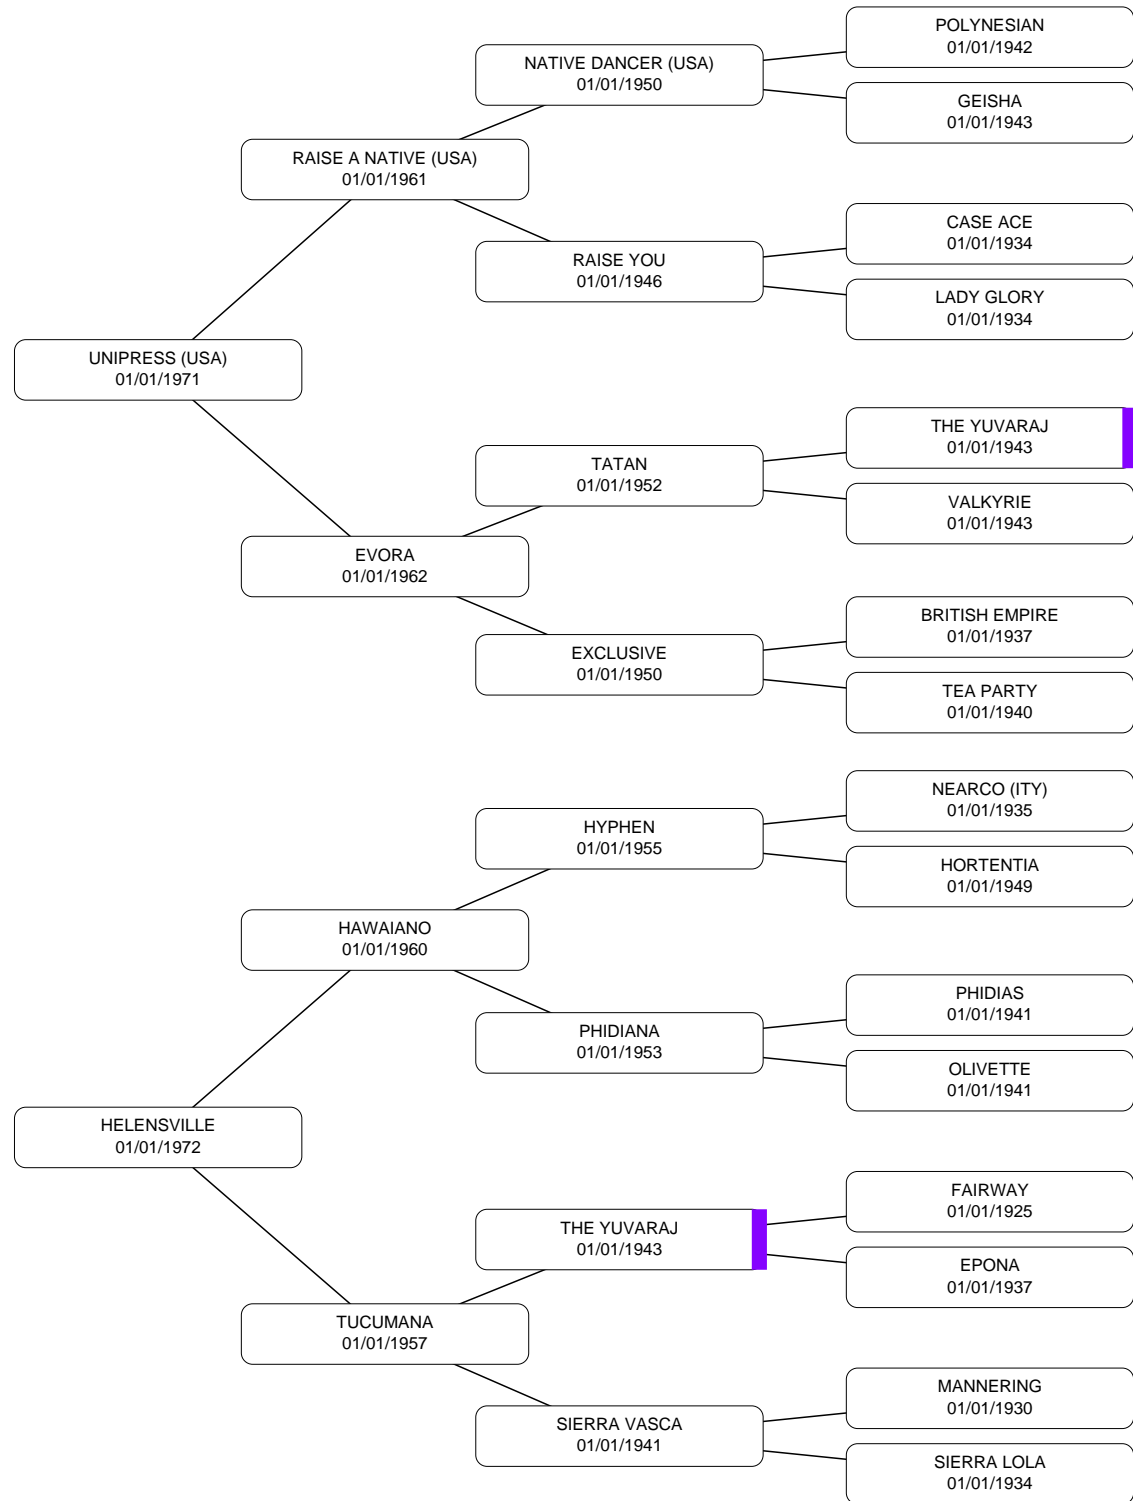 POLYNESIAN
01/01/1942
NATIVE DANCER (USA)
01/01/1950
GEISHA
01/01/1943
RAISE A NATIVE (USA)
01/01/1961
CASE ACE
01/01/1934
RAISE YOU
01/01/1946
LADY GLORY
01/01/1934
UNIPRESS (USA)
01/01/1971
THE YUVARAJ
01/01/1943
TATAN
01/01/1952
VALKYRIE
01/01/1943
EVORA
01/01/1962
BRITISH EMPIRE
01/01/1937
EXCLUSIVE
01/01/1950
TEA PARTY
01/01/1940
NEARCO (ITY)
01/01/1935
HYPHEN
01/01/1955
HORTENTIA
01/01/1949
HAWAIANO
01/01/1960
PHIDIAS
01/01/1941
PHIDIANA
01/01/1953
OLIVETTE
01/01/1941
HELENSVILLE
01/01/1972
FAIRWAY
01/01/1925
THE YUVARAJ
01/01/1943
EPONA
01/01/1937
TUCUMANA
01/01/1957
MANNERING
01/01/1930
SIERRA VASCA
01/01/1941
SIERRA LOLA
01/01/1934